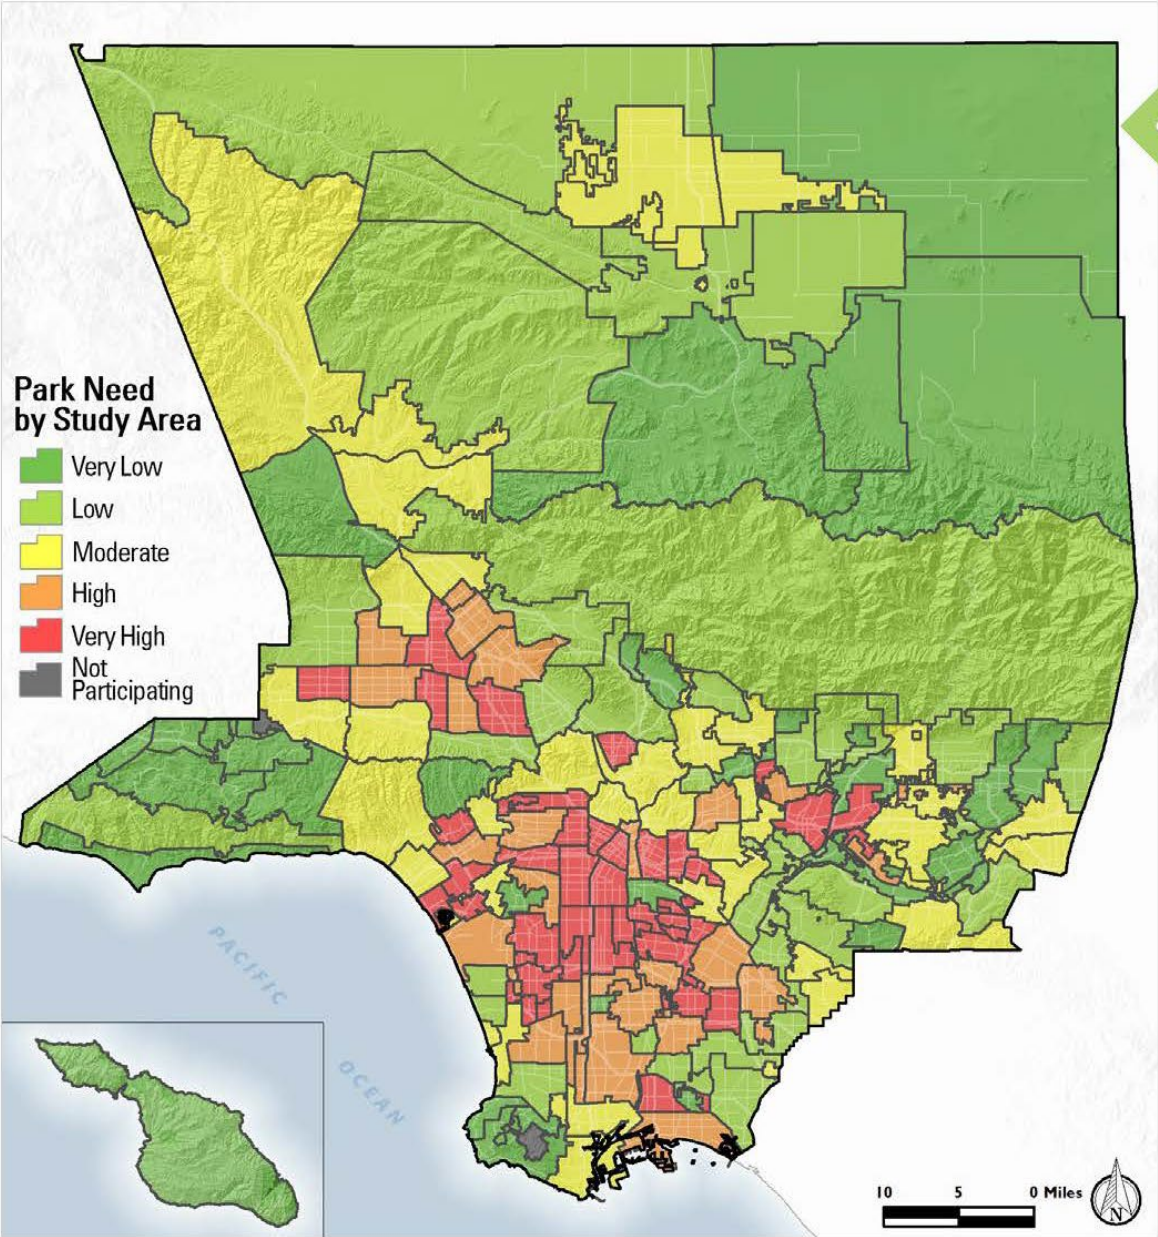 Park Need
by Study Area
Very Low
Low
Moderate
High
Very High
Not
Participating
PACIFIC
OCEAN
10 5 0 Miles
N